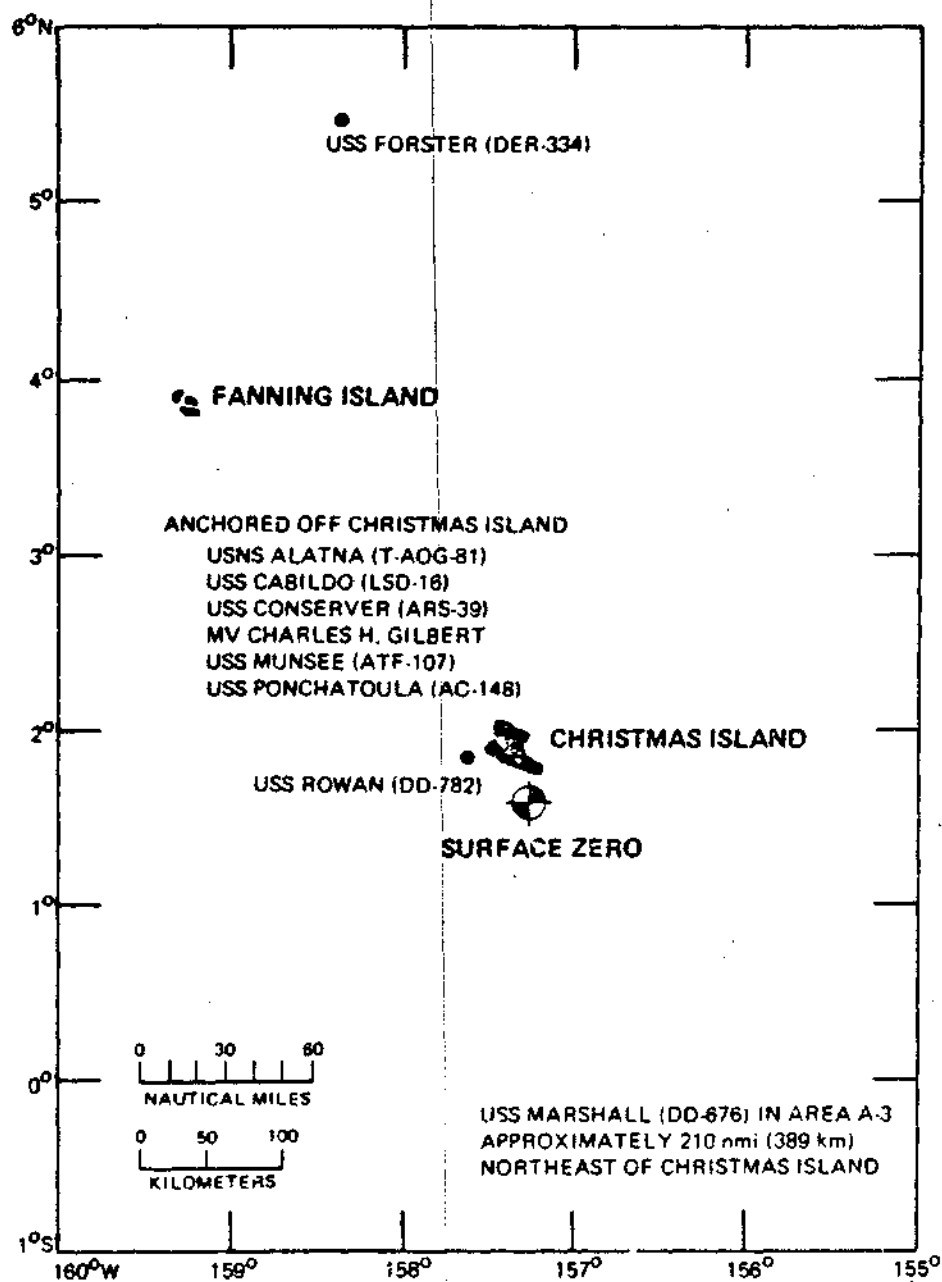 6°N
USS FORSTER (DER-334)
5°
4°
FANNING ISLAND
ANCHORED OFF CHRISTMAS ISLAND
3°
USNS ALATNA (T-AOG-81)
USS CABILDO (LSD-16)
USS CONSERVER (ARS-39)
MV CHARLES H. GILBERT
USS MUNSEE (ATF-107)
USS PONCHATOULA (AC-148)
2°
CHRISTMAS ISLAND
USS ROWAN (DD-782)
SURFACE ZERO
1°
0 30 60
NAUTICAL MILES
0°
0 50 100
KILOMETERS
USS MARSHALL (DD-676) IN AREA A-3
APPROXIMATELY 210 nmi (389 km)
NORTHEAST OF CHRISTMAS ISLAND
1°S
160°W 159° 158° 157° 156° 155°